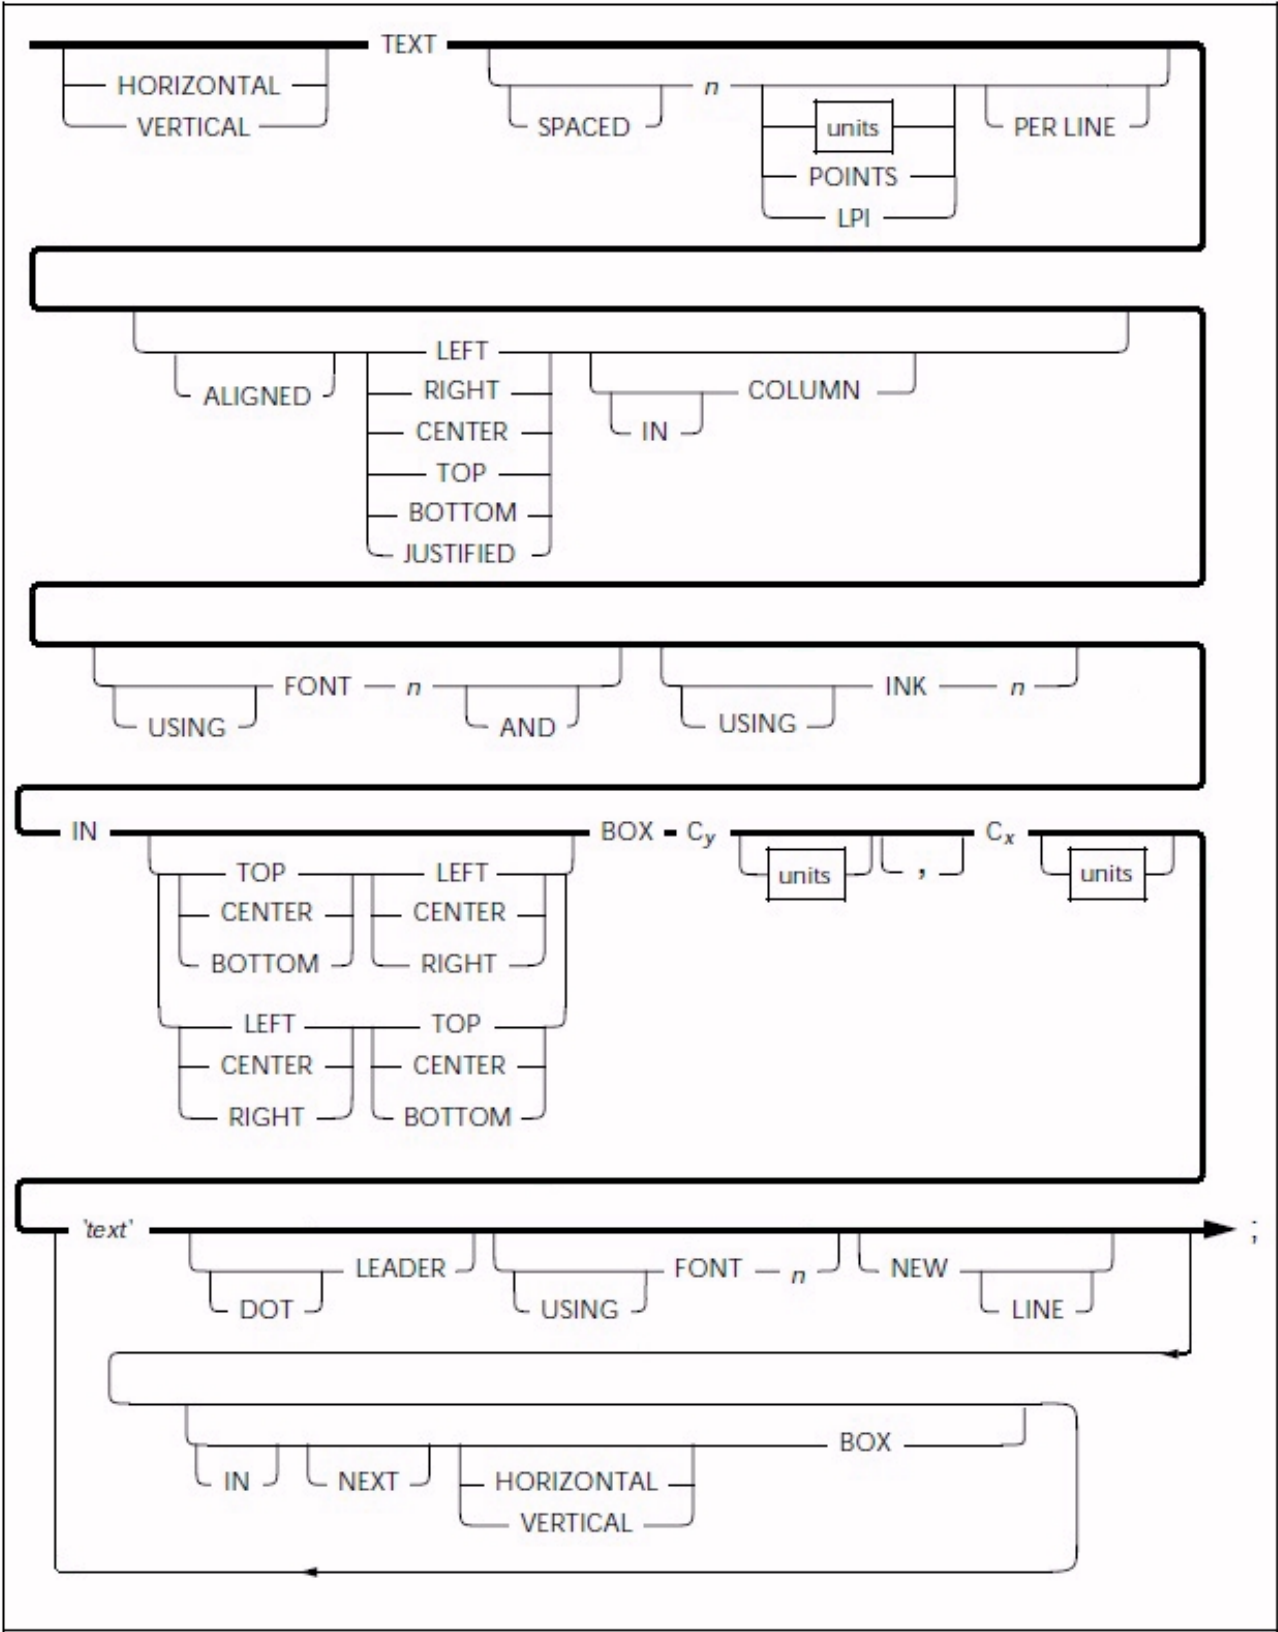 TEXT
HORIZONTAL n
VERTICAL SPACED units PER LINE
POINTS
LPI
LEFT
ALIGNED RIGHT COLUMN
CENTER IN
TOP
BOTTOM
JUSTIFIED
FONT n INK n
USING AND USING
IN BOX Cy Cx
TOP LEFT units , units
CENTER CENTER
BOTTOM RIGHT
LEFT TOP
CENTER CENTER
RIGHT BOTTOM
'text' ;
LEADER FONT n NEW
DOT USING LINE
BOX
IN NEXT HORIZONTAL
VERTICAL